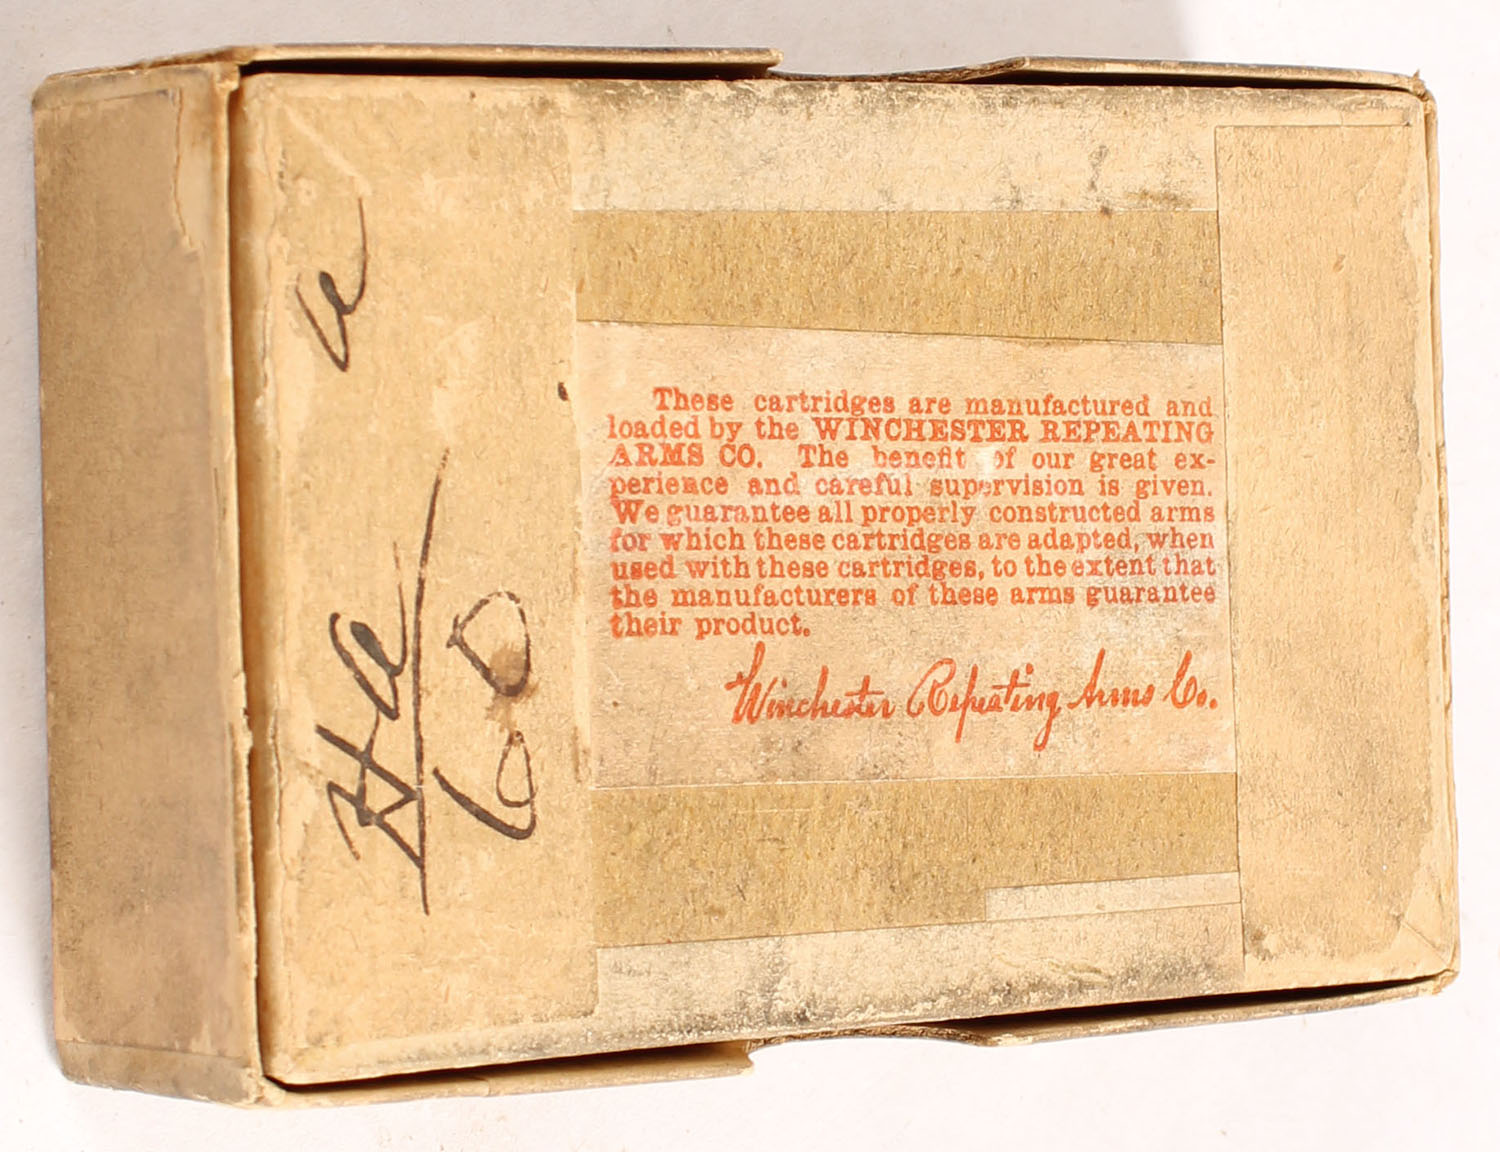 These cartridges are manufactured and
loaded by the WINCHESTER REPEATING
ARMS CO. The benefit of our great ex-
perience and careful supervision is given.
We guarantee all properly constructed arms
for which these cartridges are adapted, when
used with these cartridges, to the extent that
the manufacturers of these arms guarantee
their product.
Winchester Repeating Arms Co.
60